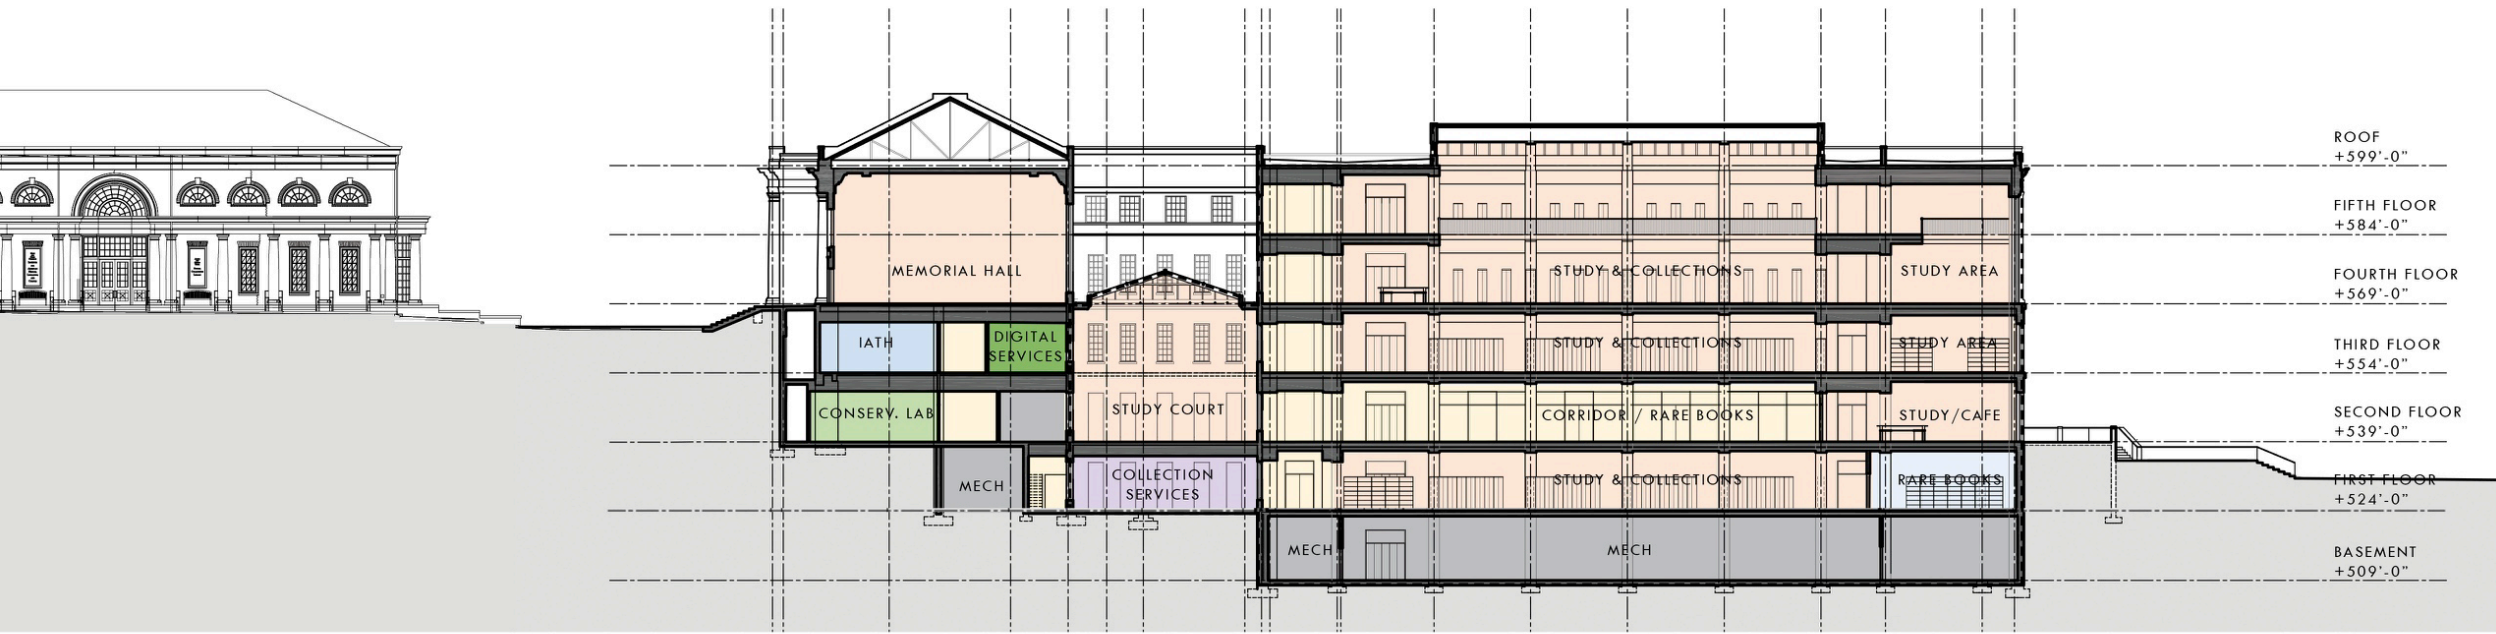 ROOF
+599'-0"
FIFTH FLOOR
+584'-0"
MEMORIAL HALL
STUDY & COLLECTIONS
STUDY AREA
FOURTH FLOOR
+569'-0"
IATH
DIGITAL
SERVICES
STUDY & COLLECTIONS
STUDY AREA
THIRD FLOOR
+554'-0"
CONSERV. LAB
STUDY COURT
CORRIDOR / RARE BOOKS
STUDY/CAFE
SECOND FLOOR
+539'-0"
MECH
COLLECTION
SERVICES
STUDY & COLLECTIONS
RARE BOOKS
FIRST FLOOR
+524'-0"
MECH
MECH
BASEMENT
+509'-0"